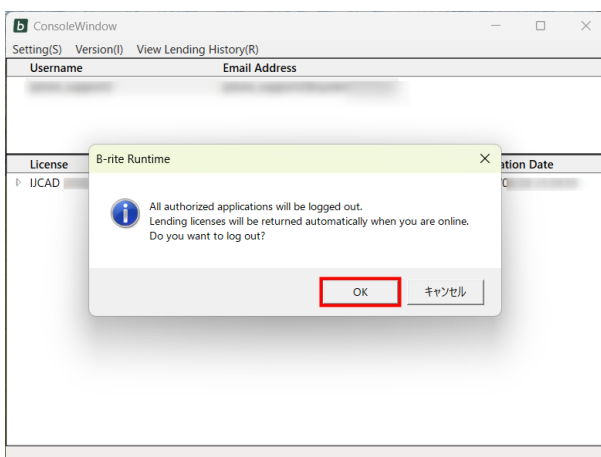 b ConsoleWindow
Setting(S) Version(I) View Lending History(R)
Username Email Address
B-rite Runtime
License ation Date
IJCAD
All authorized applications will be logged out.
Lending licenses will be returned automatically when you are online.
Do you want to log out?
OK キャンセル